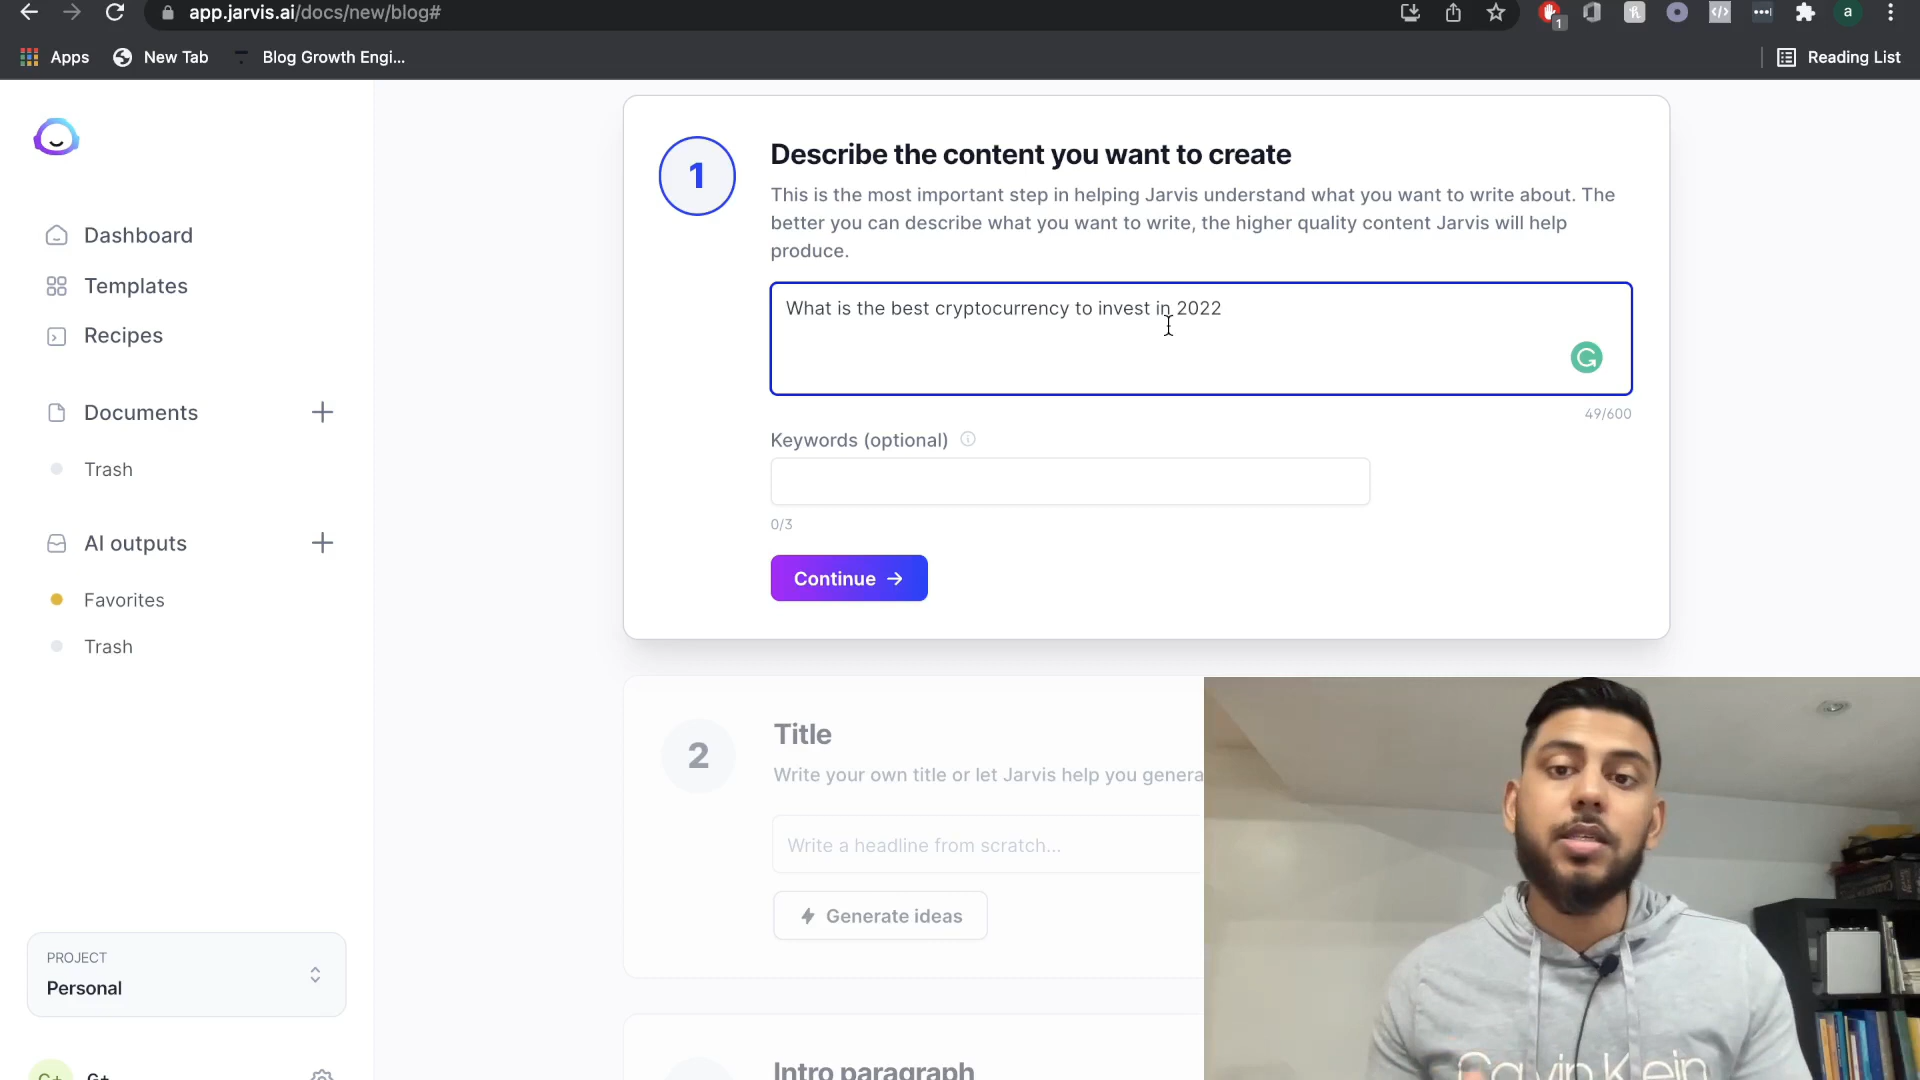 app.jarvis.ai/docs/new/blog#
1
a
Apps
New Tab
Blog Growth Engi...
Reading List
1
Describe the content you want to create
This is the most important step in helping Jarvis understand what you want to write about. The
better you can describe what you want to write, the higher quality content Jarvis will help
produce.
Dashboard
Templates
Recipes
What is the best cryptocurrency to invest in 2022
49/600
Documents
Trash
Keywords (optional)
0/3
AI outputs
Favorites
Trash
Continue
2
Title
Write your own title or let Jarvis help you genera
Write a headline from scratch...
Generate ideas
PROJECT
Personal
Intro paragraph
G+
G+
Calvin Klein